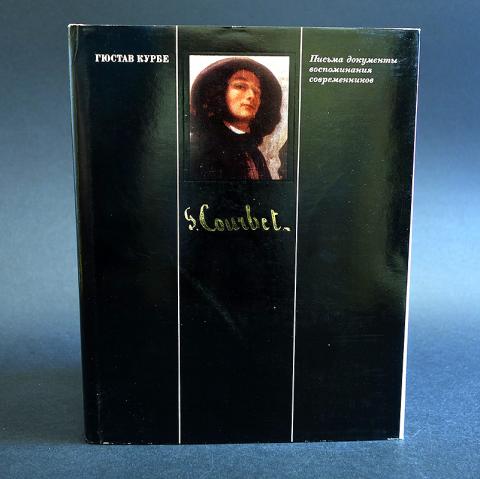 ГЮСТАВ КУРБЕ
Письма документы
воспоминания
современников
G. Courbet.